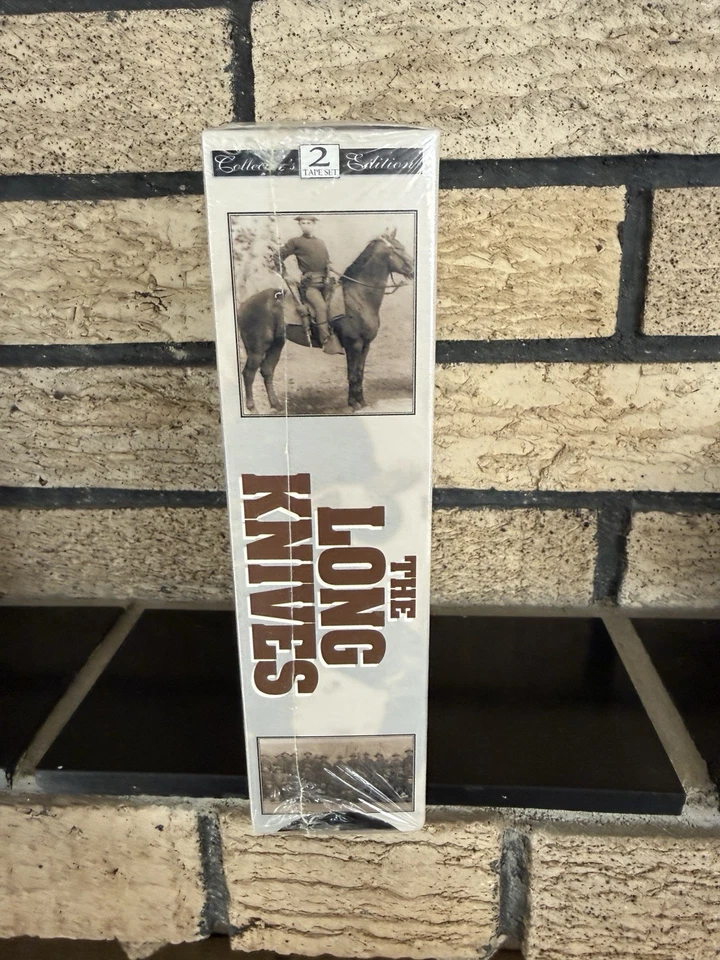 Collector's 2 Edition
TAPE SET
THE
LONG
KNIVES